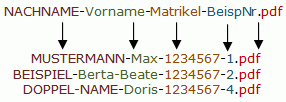 NACHNAME-Vorname-Matrikel-BeispNr.pdf
MUSTERMANN-Max-1234567-1.pdf
BEISPIEL-Berta-Beate-1234567-2.pdf
DOPPEL-NAME-Doris-1234567-4.pdf